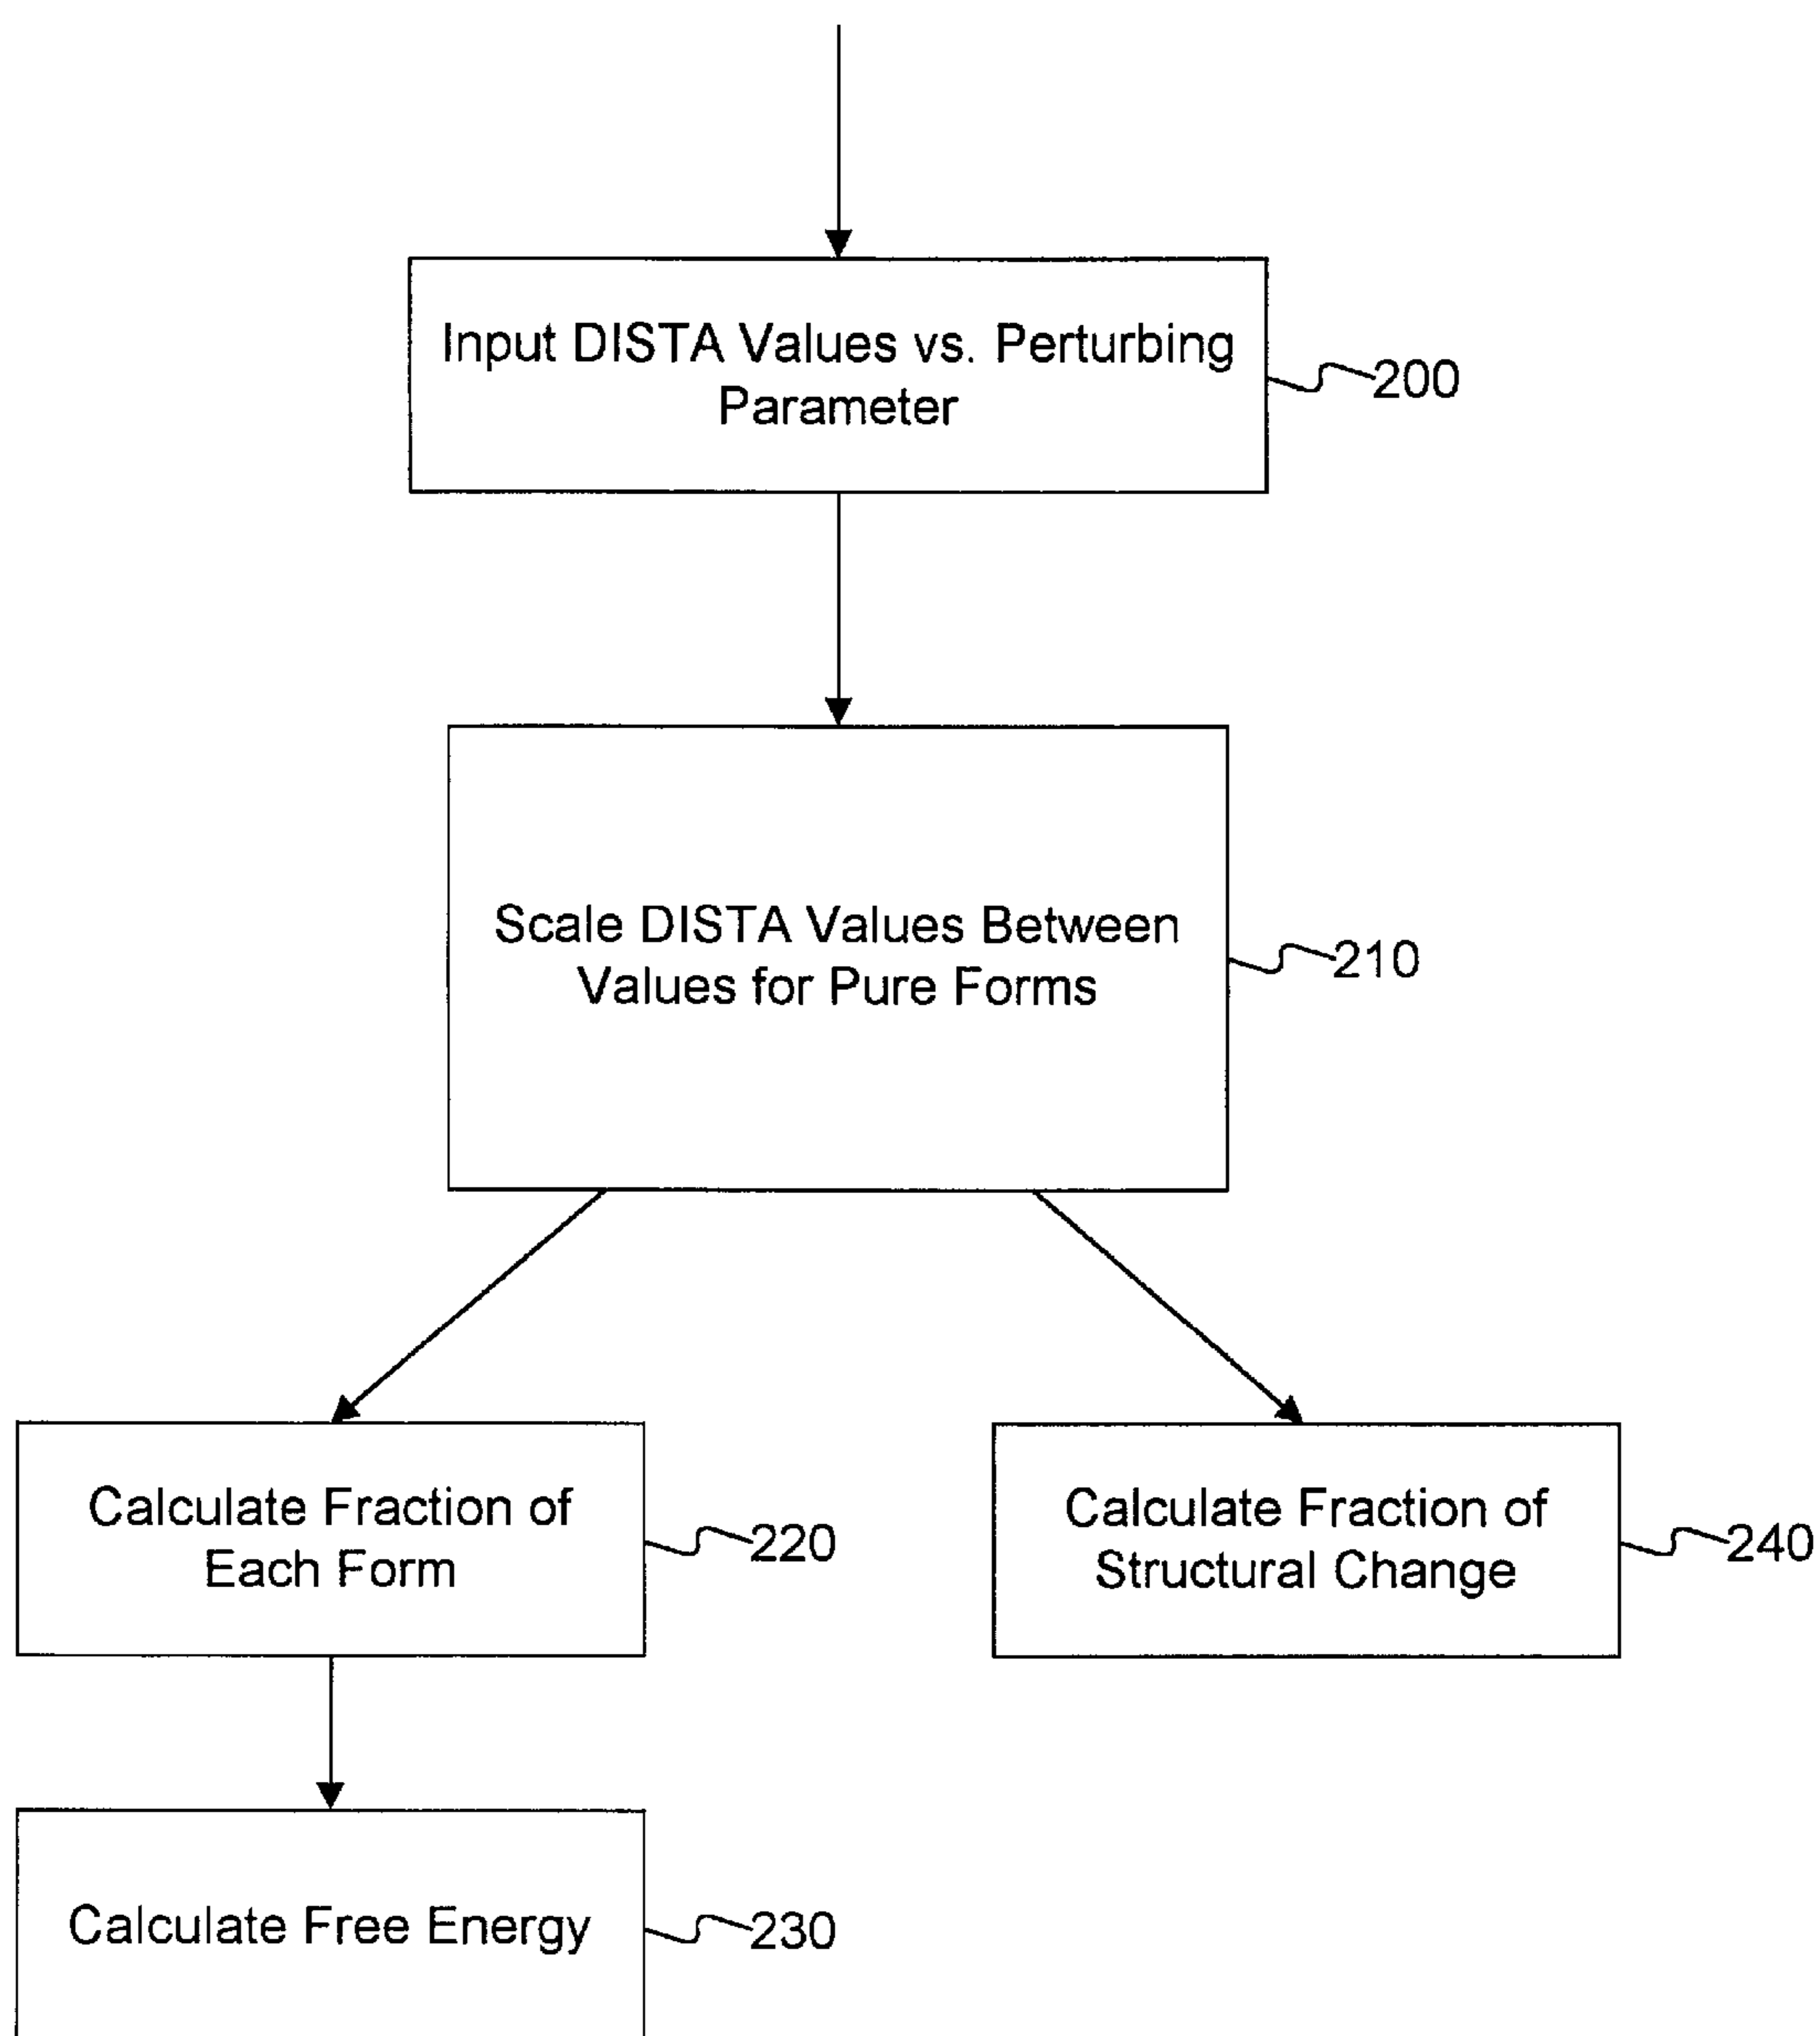 Input DISTA Values vs. Perturbing
Parameter
200
Scale DISTA Values Between
Values for Pure Forms
210
Calculate Fraction of
Each Form
220
Calculate Fraction of
Structural Change
240
Calculate Free Energy
230